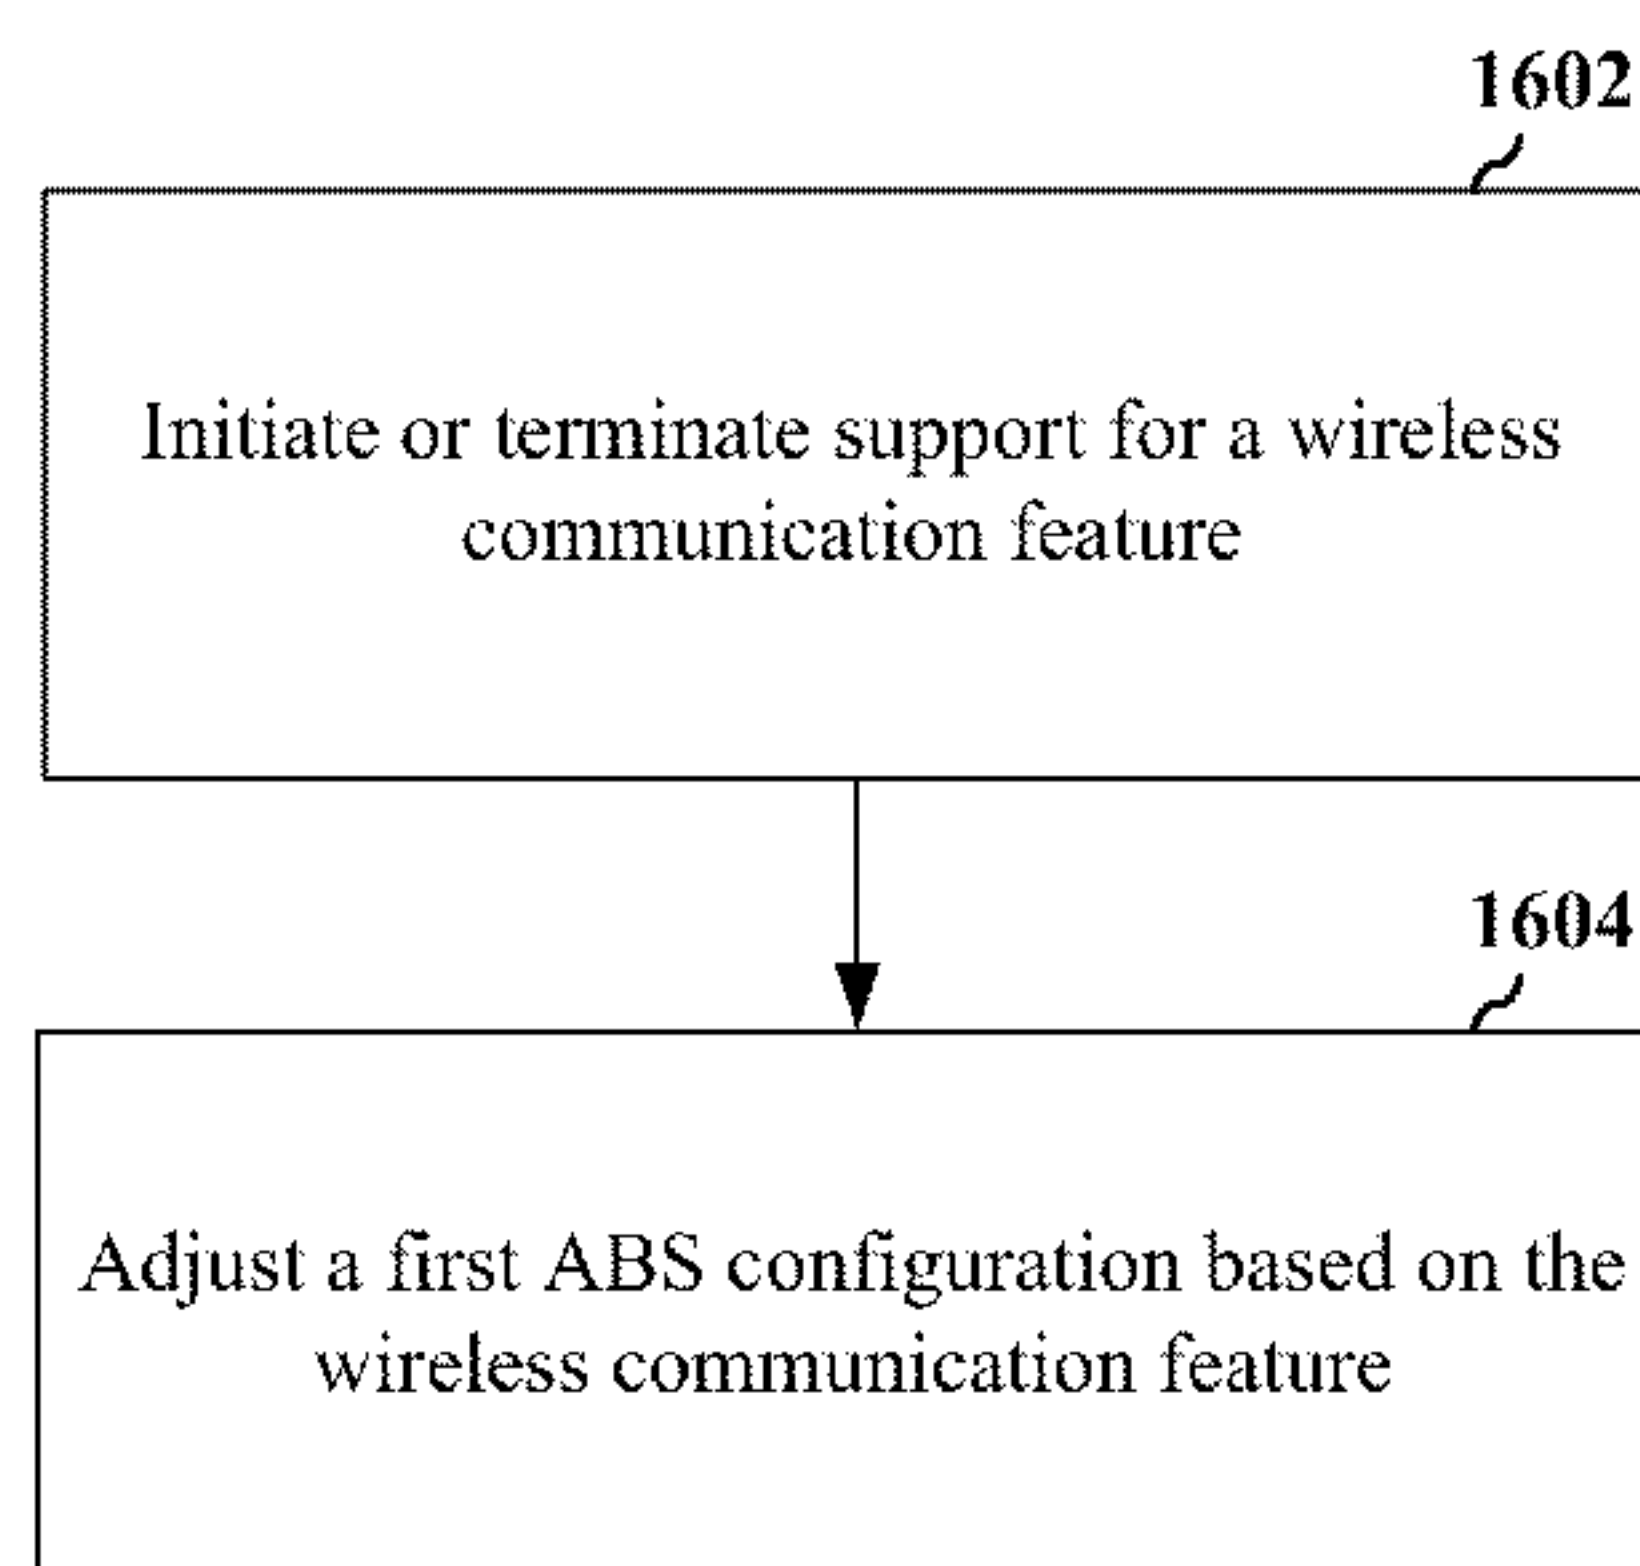 1602
Initiate or terminate support for a wireless
communication feature
1604
Adjust a first ABS configuration based on the
wireless communication feature